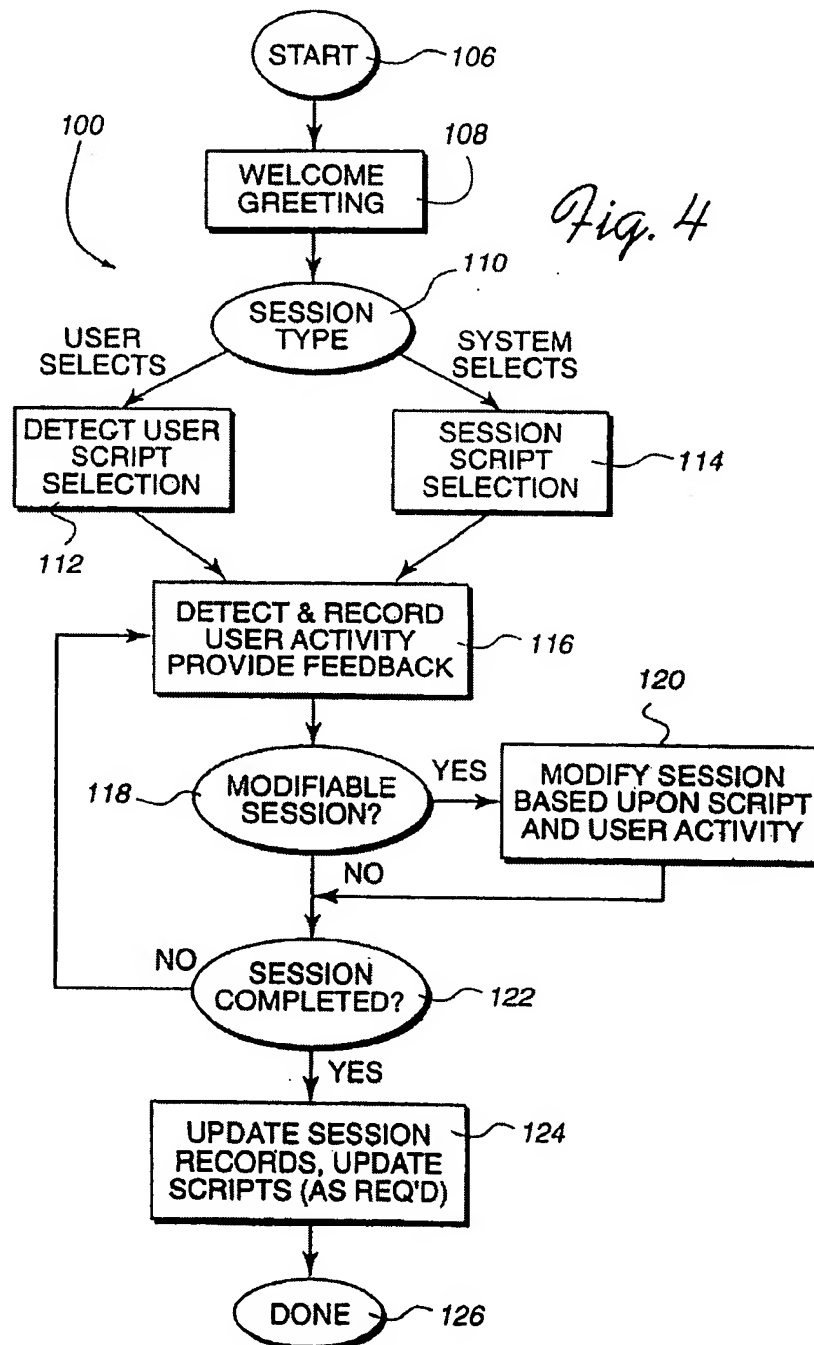 START
106
100
108
WELCOME
GREETING
Fig. 4
110
SESSION
TYPE
USER
SELECTS
SYSTEM
SELECTS
DETECT USER
SCRIPT
SELECTION
SESSION
SCRIPT
SELECTION
114
112
DETECT & RECORD
USER ACTIVITY
PROVIDE FEEDBACK
116
120
118
MODIFIABLE
SESSION?
YES
MODIFY SESSION
BASED UPON SCRIPT
AND USER ACTIVITY
NO
NO
SESSION
COMPLETED?
122
YES
UPDATE SESSION
RECORDS, UPDATE
SCRIPTS (AS REQ'D)
124
DONE
126